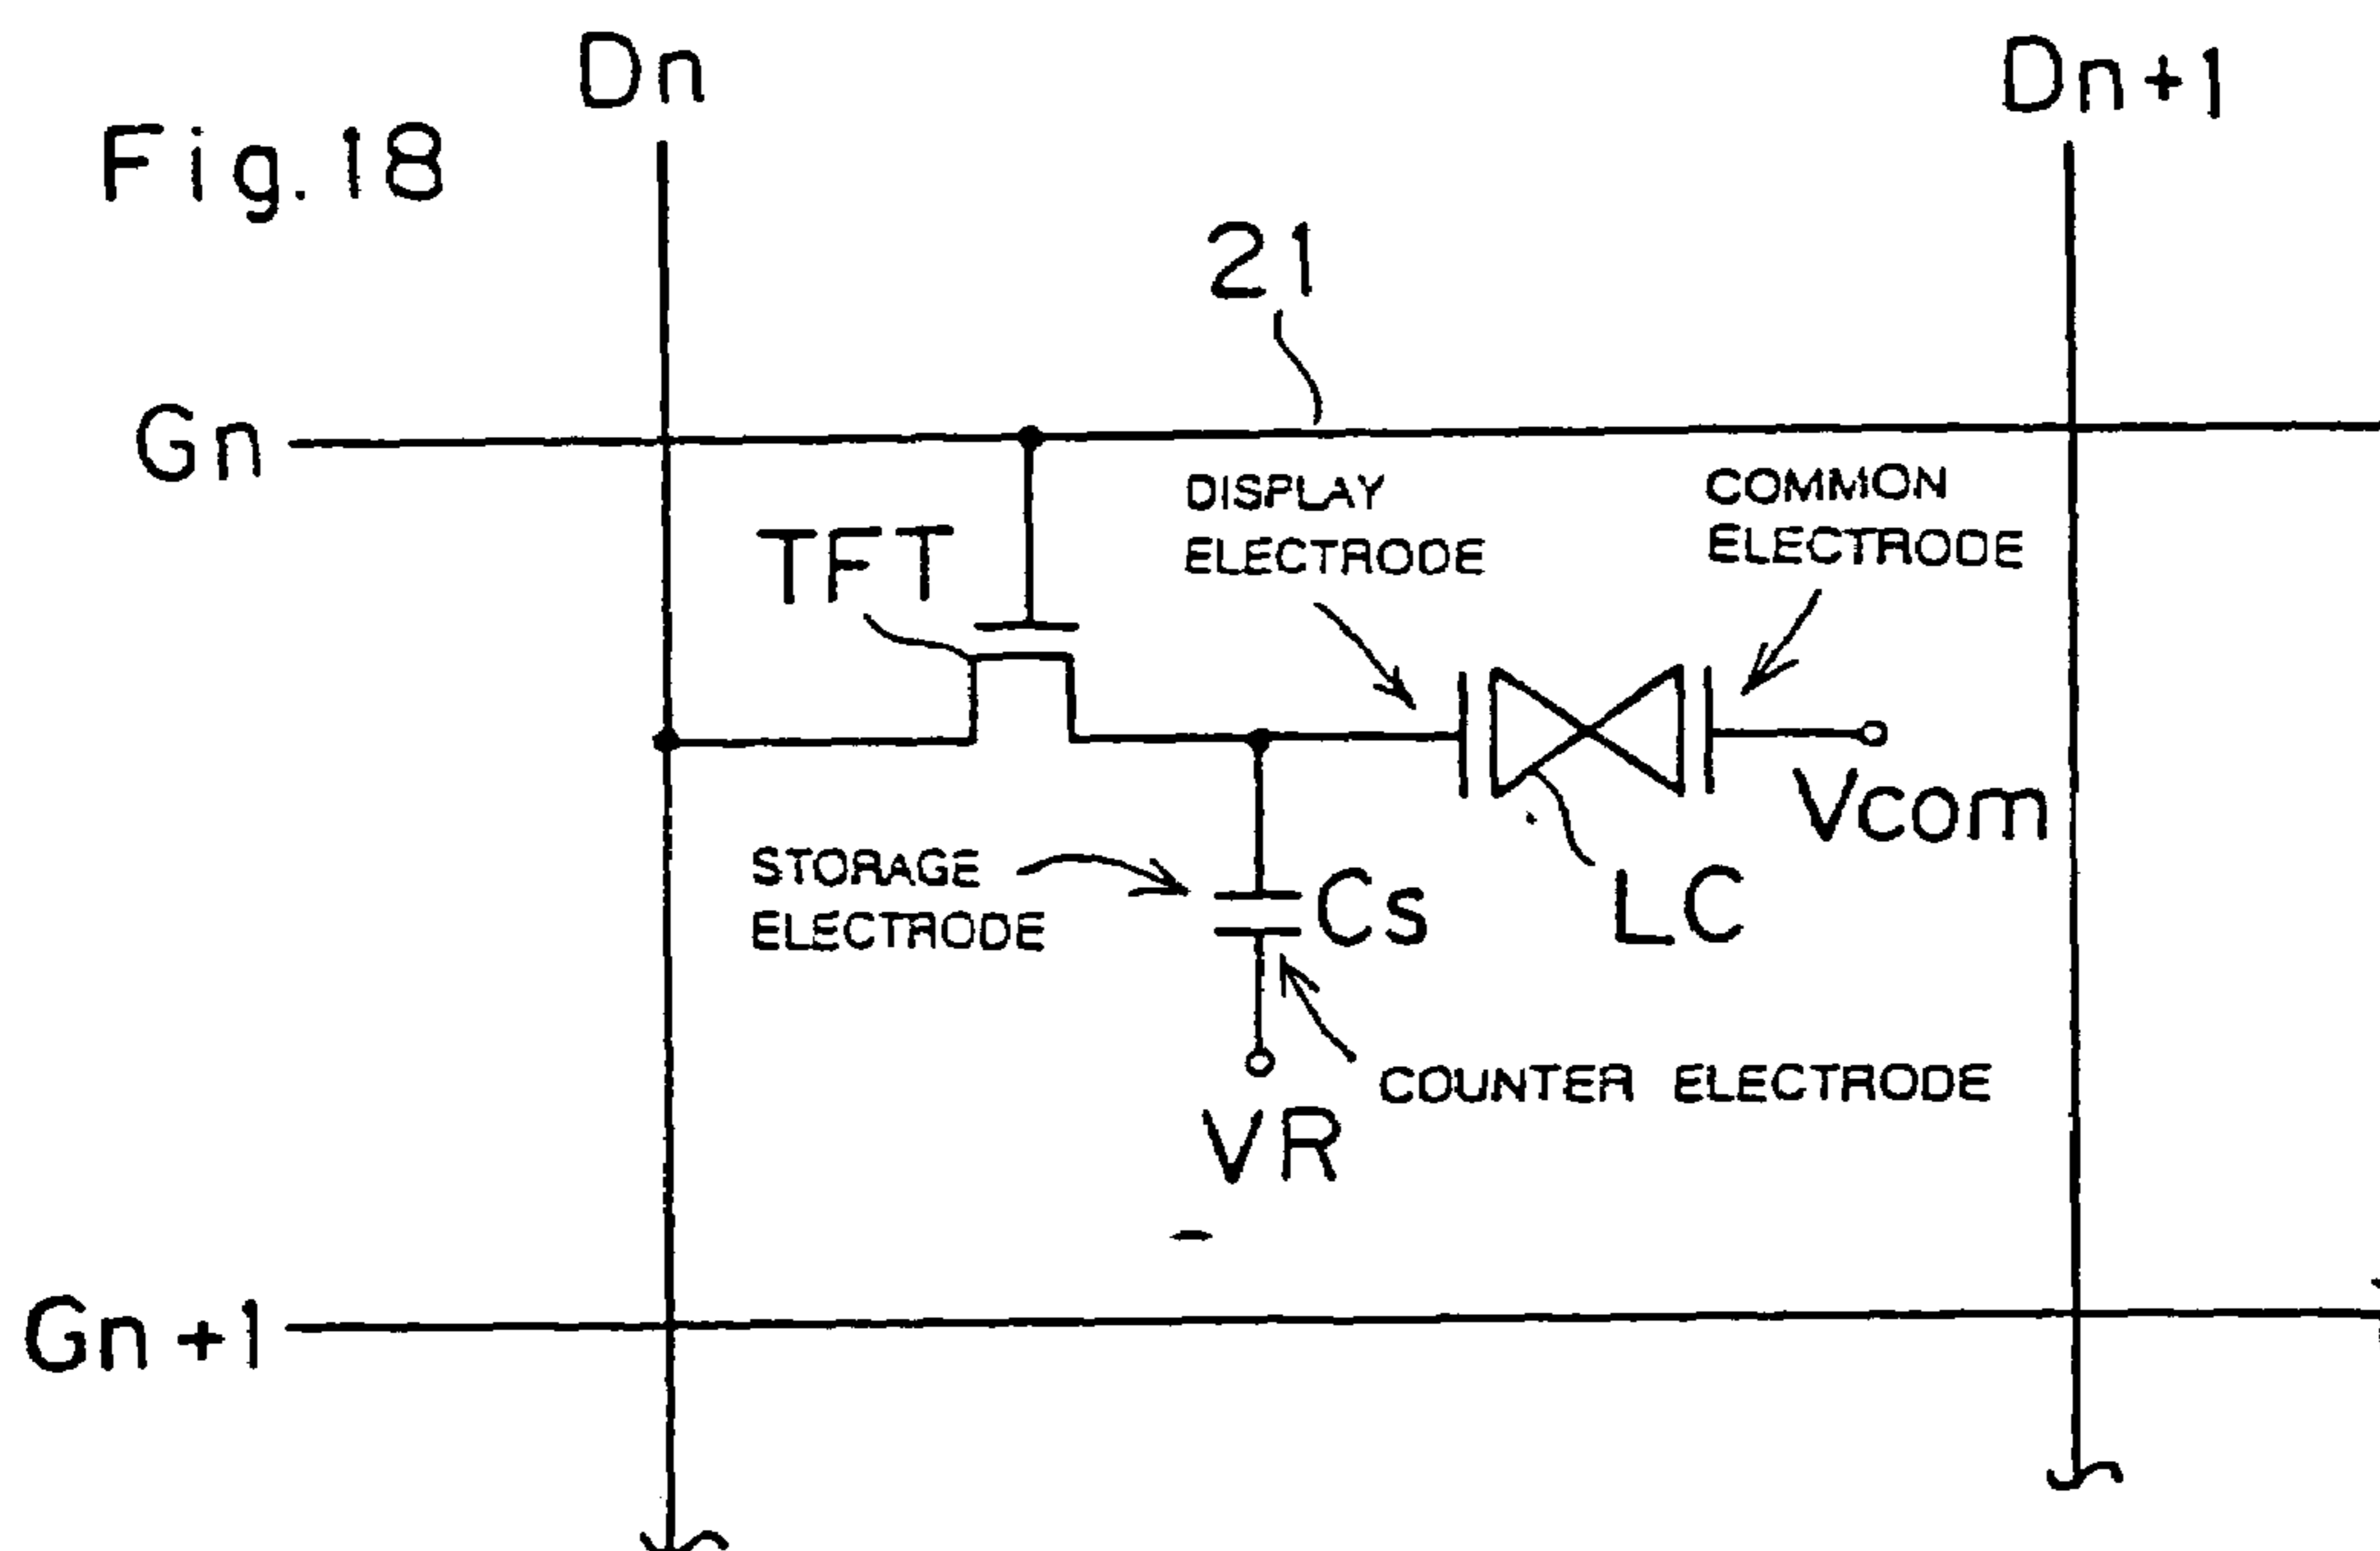 Dn
Dn+1
Fig.18
21
Gn
DISPLAY
ELECTRODE
COMMON
ELECTRODE
TFT
Vcom
STORAGE
ELECTRODE
Cs
LC
COUNTER ELECTRODE
VR
Gn+1